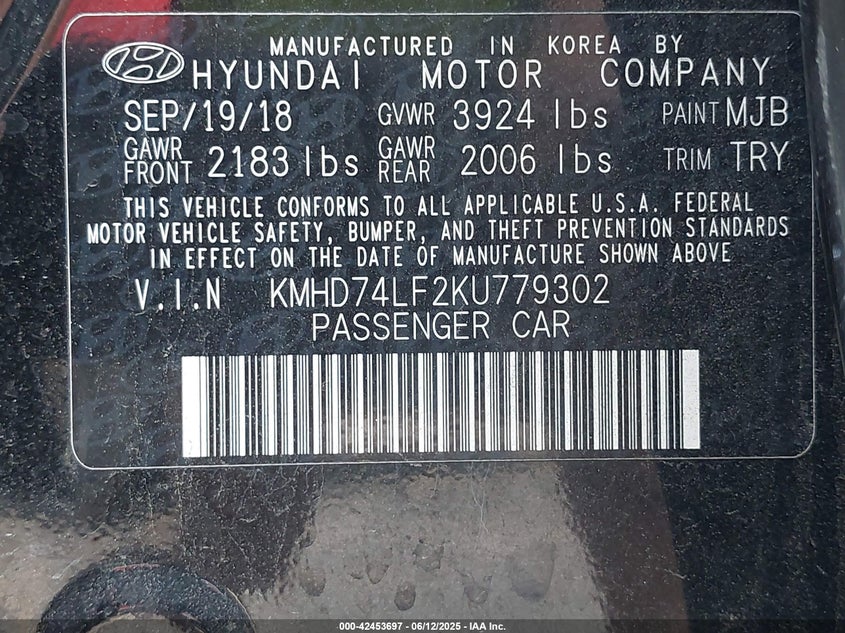 MANUFACTURED IN KOREA BY
HYUNDAI MOTOR COMPANY
SEP/19/18 GVWR 3924 lbs PAINT MJB
GAWR FRONT 2183 lbs GAWR REAR 2006 lbs TRIM TRY
THIS VEHICLE CONFORMS TO ALL APPLICABLE U.S.A. FEDERAL
MOTOR VEHICLE SAFETY, BUMPER, AND THEFT PREVENTION STANDARDS
IN EFFECT ON THE DATE OF MANUFACTURE SHOWN ABOVE
V.I.N KMHD74LF2KU779302
PASSENGER CAR
000-42453697 - 06/12/2025 - IAA Inc.